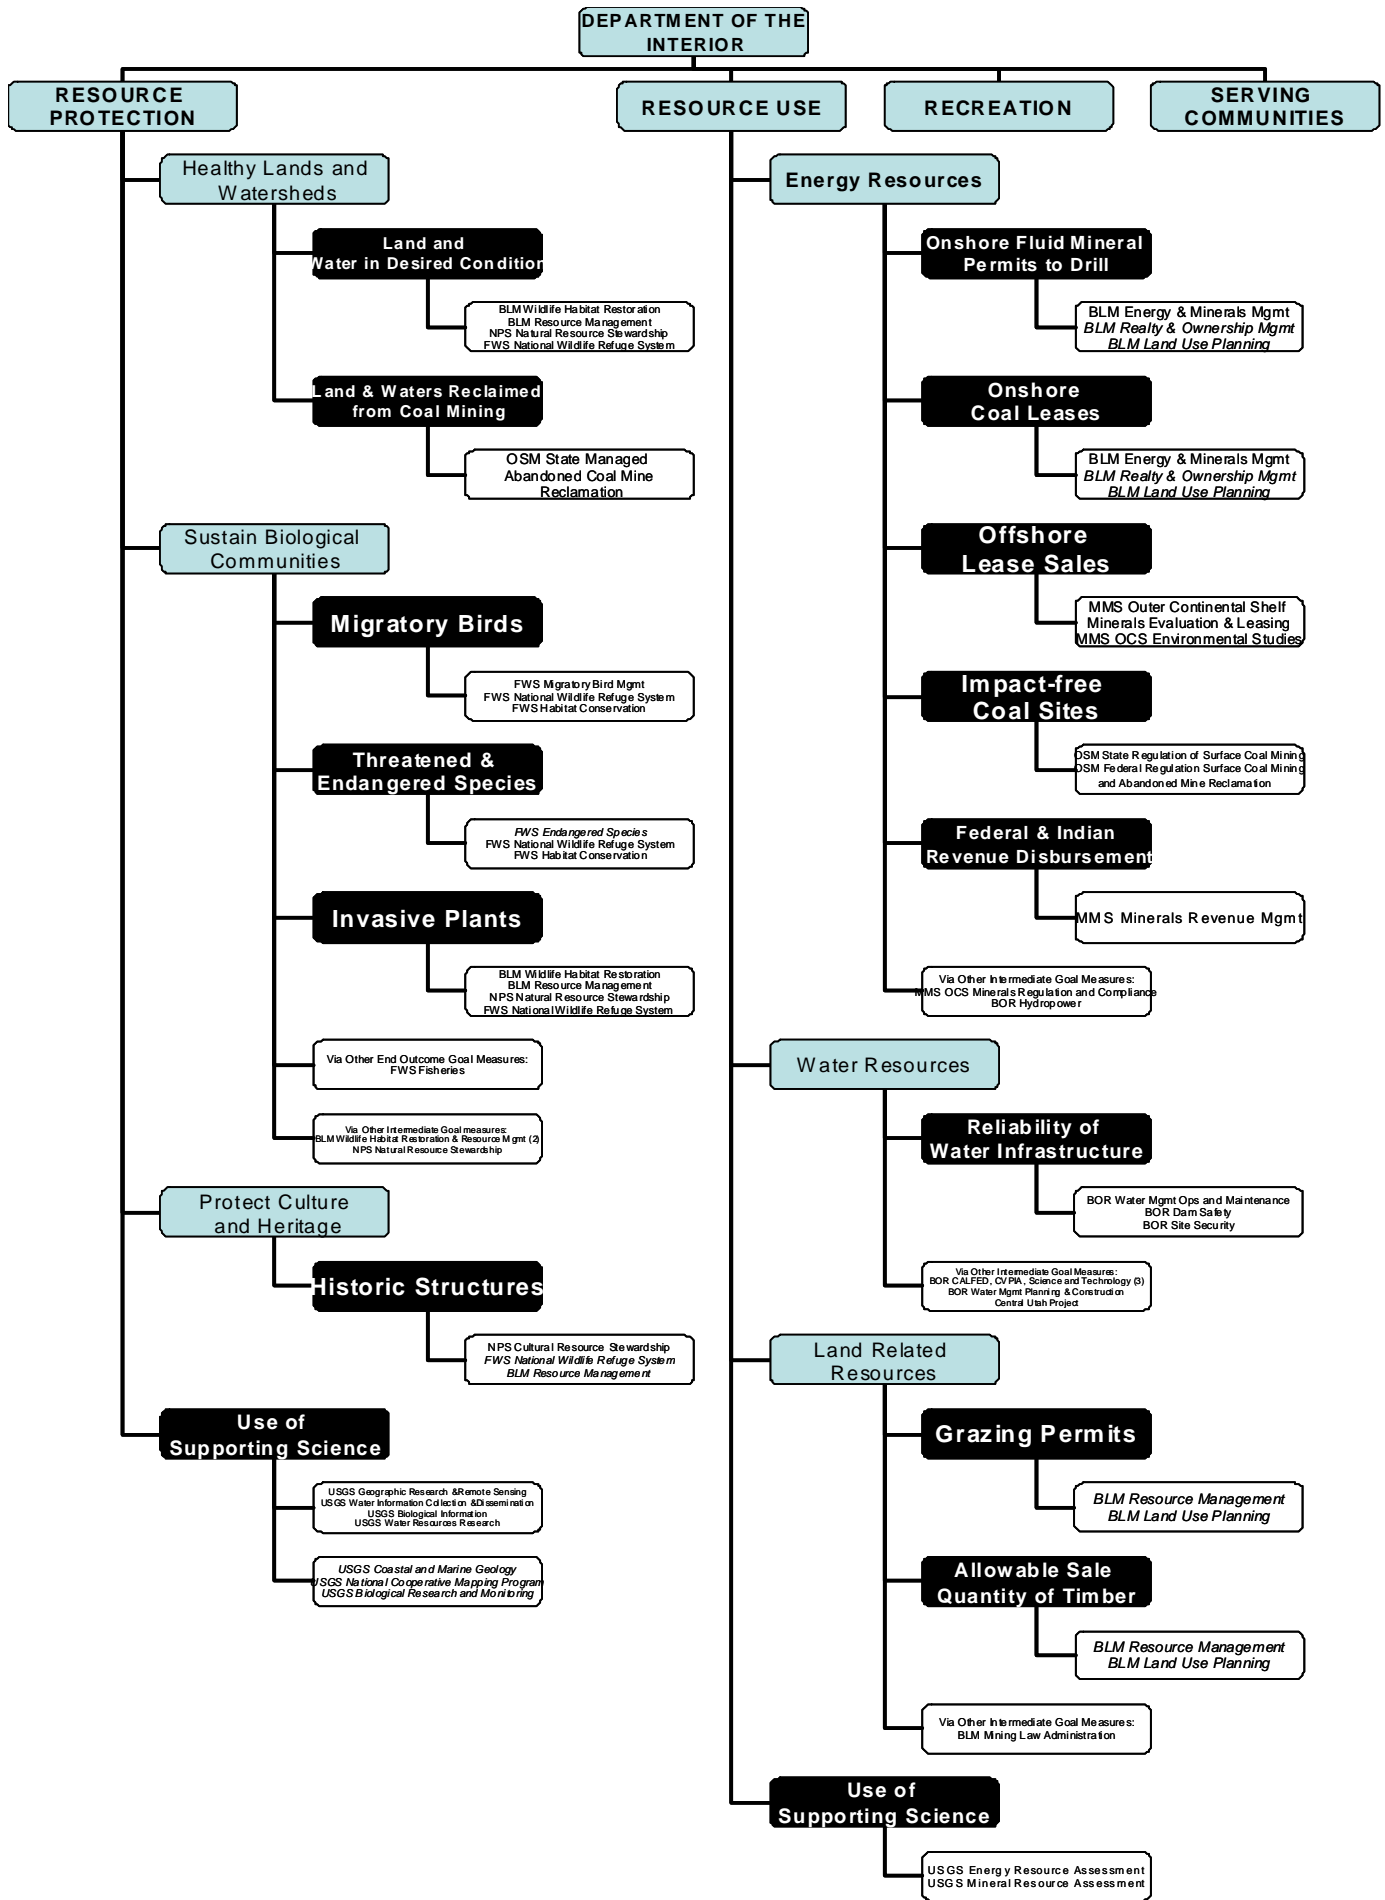 DEPARTMENT OF THE
INTERIOR
RESOURCE
PROTECTION
RESOURCE USE
RECREATION
SERVING
COMMUNITIES
Healthy Lands and
Watersheds
Land and
Water in Desired Condition
BLM Wildlife Habitat Restoration
BLM Resource Management
NPS Natural Resource Stewardship
FWS National Wildlife Refuge System
Land & Waters Reclaimed
from Coal Mining
OSM State Managed
Abandoned Coal Mine
Reclamation
Sustain Biological
Communities
Migratory Birds
FWS Migratory Bird Mgmt
FWS National Wildlife Refuge System
FWS Habitat Conservation
Threatened &
Endangered Species
FWS Endangered Species
FWS National Wildlife Refuge System
FWS Habitat Conservation
Invasive Plants
BLM Wildlife Habitat Restoration
BLM Resource Management
NPS Natural Resource Stewardship
FWS National Wildlife Refuge System
Via Other End Outcome Goal Measures:
FWS Fisheries
Via Other Intermediate Goal measures:
BLM Wildlife Habitat Restoration & Resource Mgmt (2)
NPS Natural Resource Stewardship
Protect Culture
and Heritage
Historic Structures
NPS Cultural Resource Stewardship
FWS National Wildlife Refuge System
BLM Resource Management
Use of
Supporting Science
USGS Geographic Research &Remote Sensing
USGS Water Information Collection &Dissemination
USGS Biological Information
USGS Water Resources Research
USGS Coastal and Marine Geology
USGS National Cooperative Mapping Program
USGS Biological Research and Monitoring
Energy Resources
Onshore Fluid Mineral
Permits to Drill
BLM Energy & Minerals Mgmt
BLM Realty & Ownership Mgmt
BLM Land Use Planning
Onshore
Coal Leases
BLM Energy & Minerals Mgmt
BLM Realty & Ownership Mgmt
BLM Land Use Planning
Offshore
Lease Sales
MMS Outer Continental Shelf
Minerals Evaluation & Leasing
MMS OCS Environmental Studies
Impact-free
Coal Sites
OSM State Regulation of Surface Coal Mining
OSM Federal Regulation Surface Coal Mining
and Abandoned Mine Reclamation
Federal & Indian
Revenue Disbursement
MMS Minerals Revenue Mgmt
Via Other Intermediate Goal Measures:
MMS OCS Minerals Regulation and Compliance
BOR Hydropower
Water Resources
Reliability of
Water Infrastructure
BOR Water Mgmt Ops and Maintenance
BOR Dam Safety
BOR Site Security
Via Other Intermediate Goal Measures:
BOR CALFED, CVPIA, Science and Technology (3)
BOR Water Mgmt Planning & Construction
Central Utah Project
Land Related
Resources
Grazing Permits
BLM Resource Management
BLM Land Use Planning
Allowable Sale
Quantity of Timber
BLM Resource Management
BLM Land Use Planning
Via Other Intermediate Goal Measures:
BLM Mining Law Administration
Use of
Supporting Science
USGS Energy Resource Assessment
USGS Mineral Resource Assessment